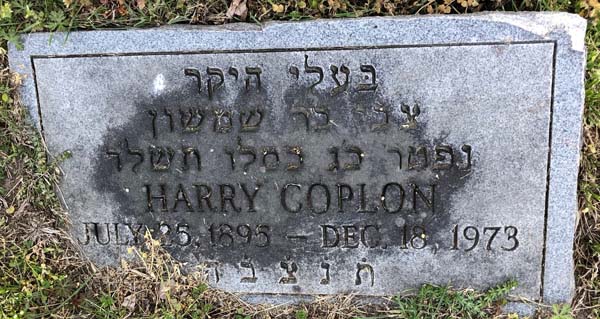 בעלי היקר
צבי בר שמשון
נפטר כג כסלו תשלד
HARRY COPLON
JULY 25, 1895 – DEC. 18, 1973
תנצבה